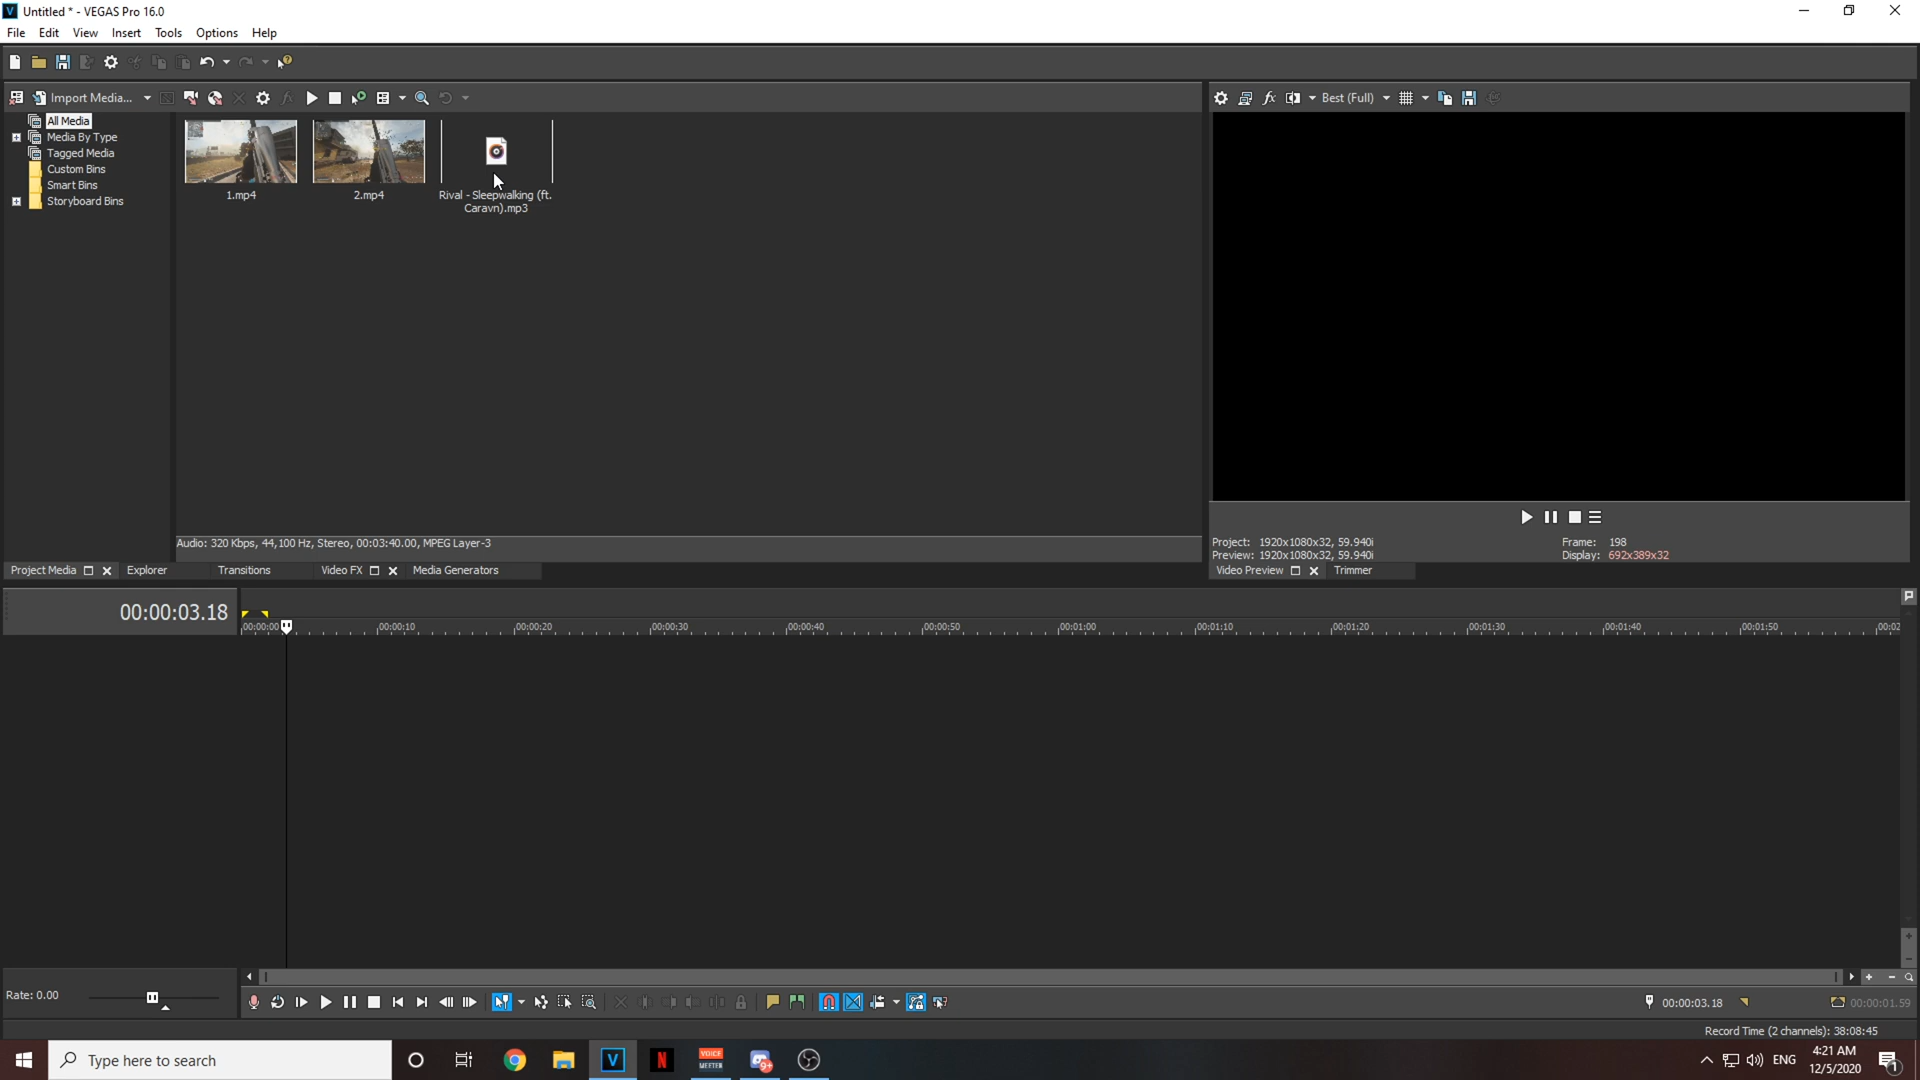 Untitled * - VEGAS Pro 16.0
File Edit View Insert Tools Options Help
Import Media... Best (Full)
All Media
Media By Type
Tagged Media
Custom Bins
Smart Bins
Storyboard Bins
1.mp4 2.mp4 Rival - Sleepwalking (ft.
Caravn).mp3
Audio: 320 Kbps, 44,100 Hz, Stereo, 00:03:40.00, MPEG Layer-3
Project: 1920x1080x32, 59.940i Frame: 198
Preview: 1920x1080x32, 59.940i Display: 692x389x32
Project Media Explorer Transitions Video FX Media Generators Video Preview Trimmer
00:00:03.18
00:00:00 00:00:10 00:00:20 00:00:30 00:00:40 00:00:50 00:01:00 00:01:10 00:01:20 00:01:30 00:01:40 00:01:50 00:02
Rate: 0.00
00:00:03.18 00:00:01.59
Record Time (2 channels): 38:08:45
Type here to search
VOICE
MEETER
9+
ENG
4:21 AM
12/5/2020
1